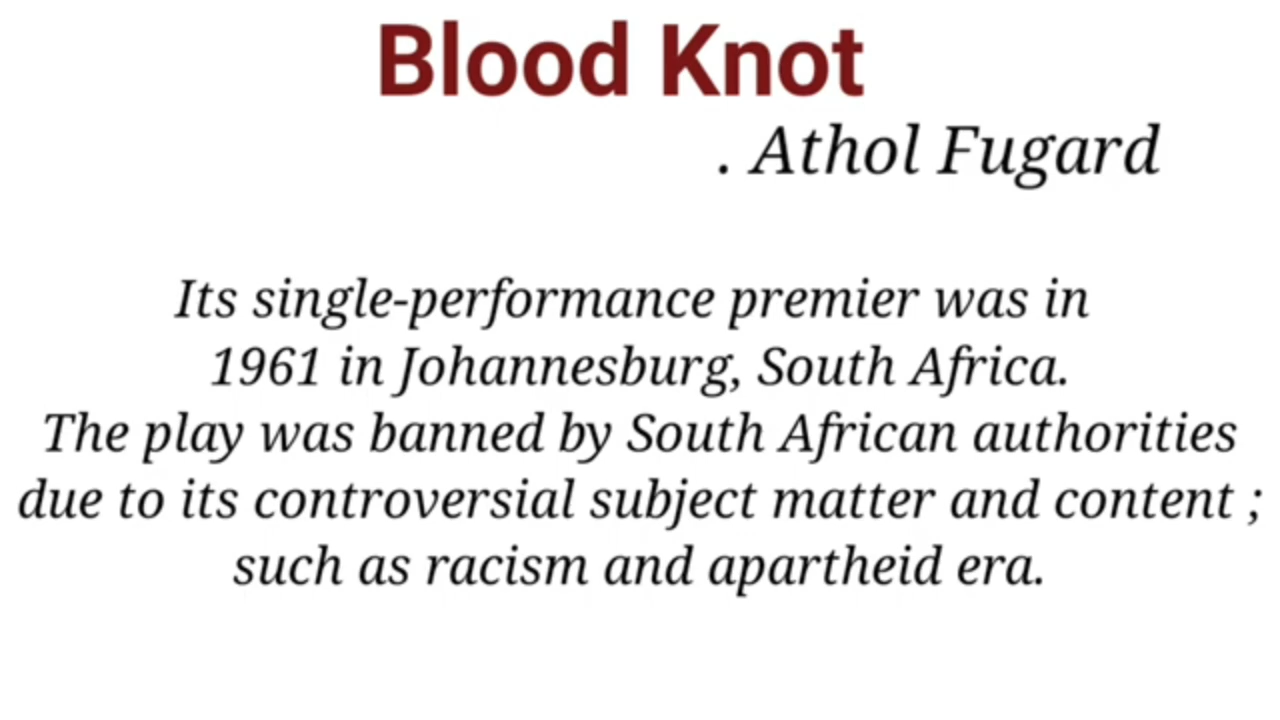 Blood Knot
. Athol Fugard
Its single-performance premier was in
1961 in Johannesburg, South Africa.
The play was banned by South African authorities
due to its controversial subject matter and content ;
such as racism and apartheid era.